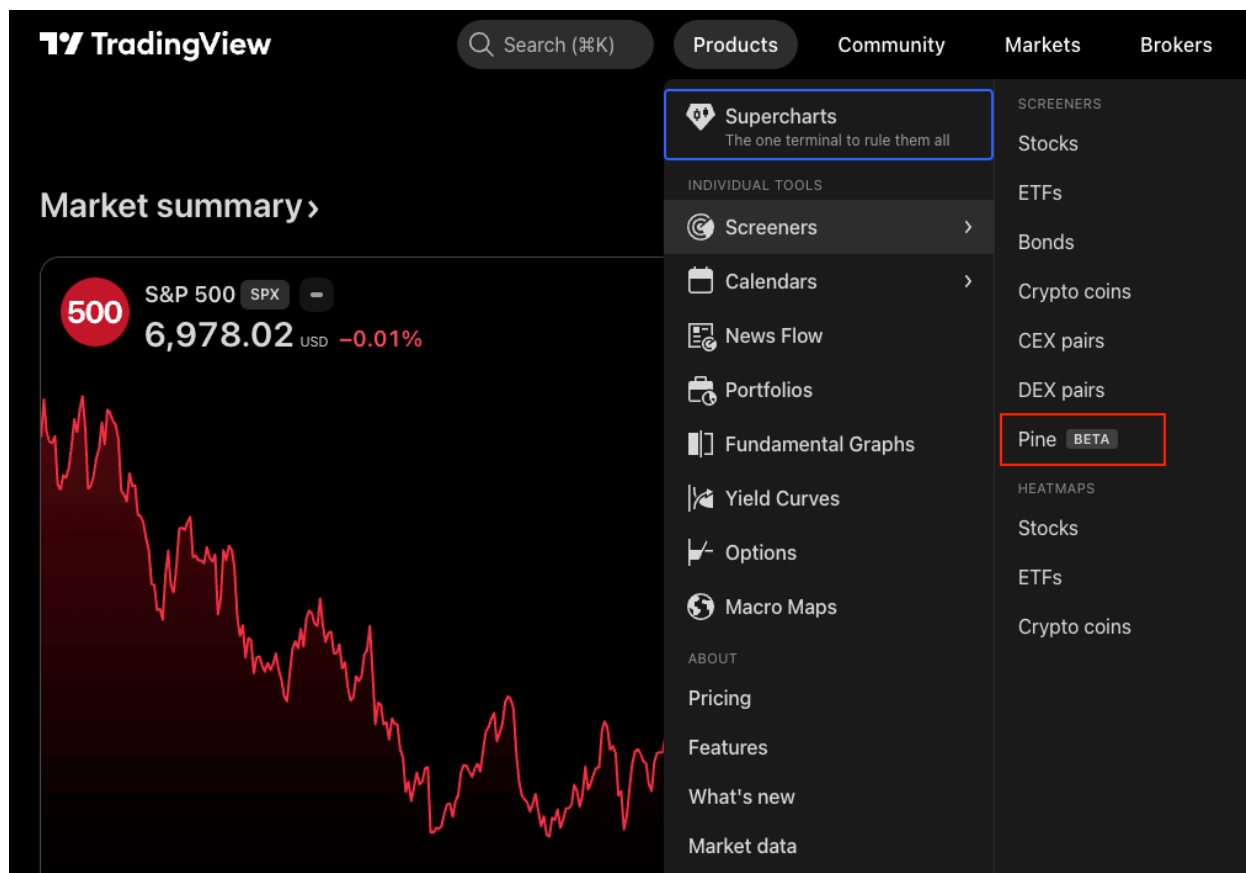 TradingView
Search (⌘K)
Products
Community
Markets
Brokers
Market summary ›
500
S&P 500 SPX
6,978.02 USD −0.01%
Supercharts
The one terminal to rule them all
INDIVIDUAL TOOLS
Screeners
Calendars
News Flow
Portfolios
Fundamental Graphs
Yield Curves
Options
Macro Maps
ABOUT
Pricing
Features
What's new
Market data
SCREENERS
Stocks
ETFs
Bonds
Crypto coins
CEX pairs
DEX pairs
Pine BETA
HEATMAPS
Stocks
ETFs
Crypto coins